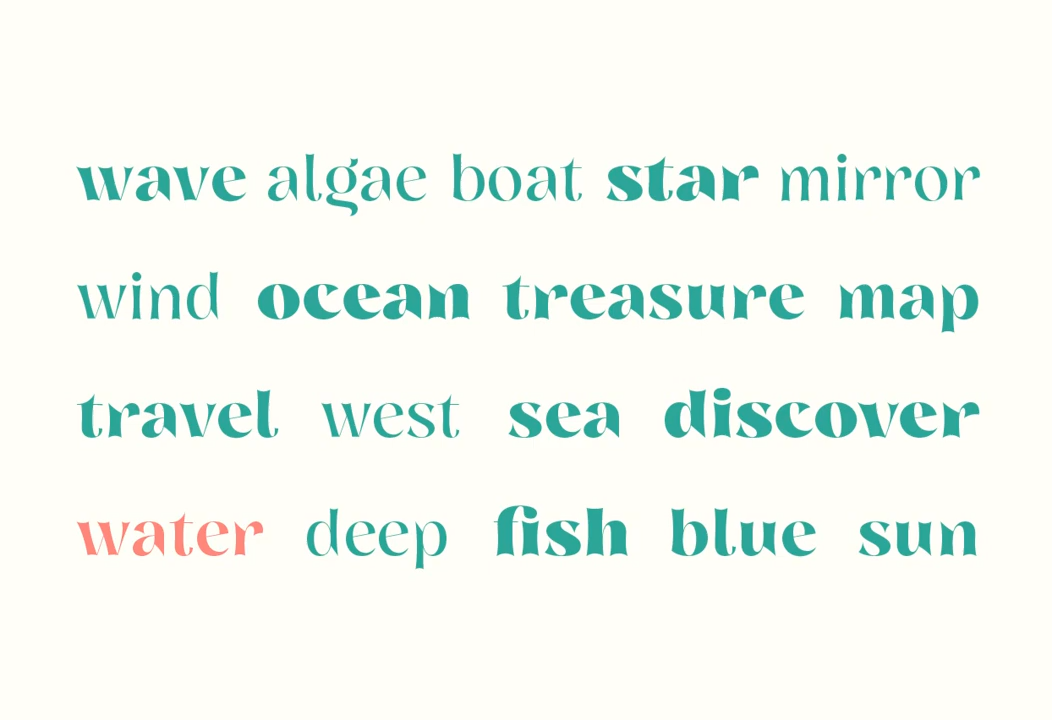 wave algae boat star mirror
wind ocean treasure map
travel west sea discover
water deep fish blue sun